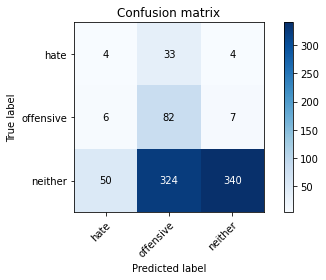 Confusion matrix
hate 4 33 4
offensive 6 82 7
neither 50 324 340
hate offensive neither
True label
Predicted label
300
250
200
150
100
50